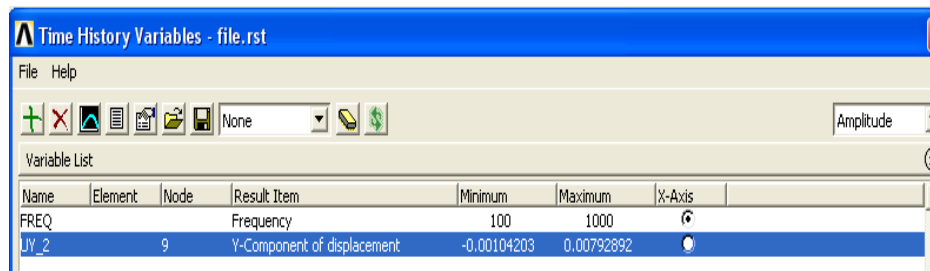 Time History Variables - file.rst
File Help
None Amplitude
Variable List
Name Element Node Result Item Minimum Maximum X-Axis
FREQ Frequency 100 1000
UY_2 9 Y-Component of displacement -0.00104203 0.00792892